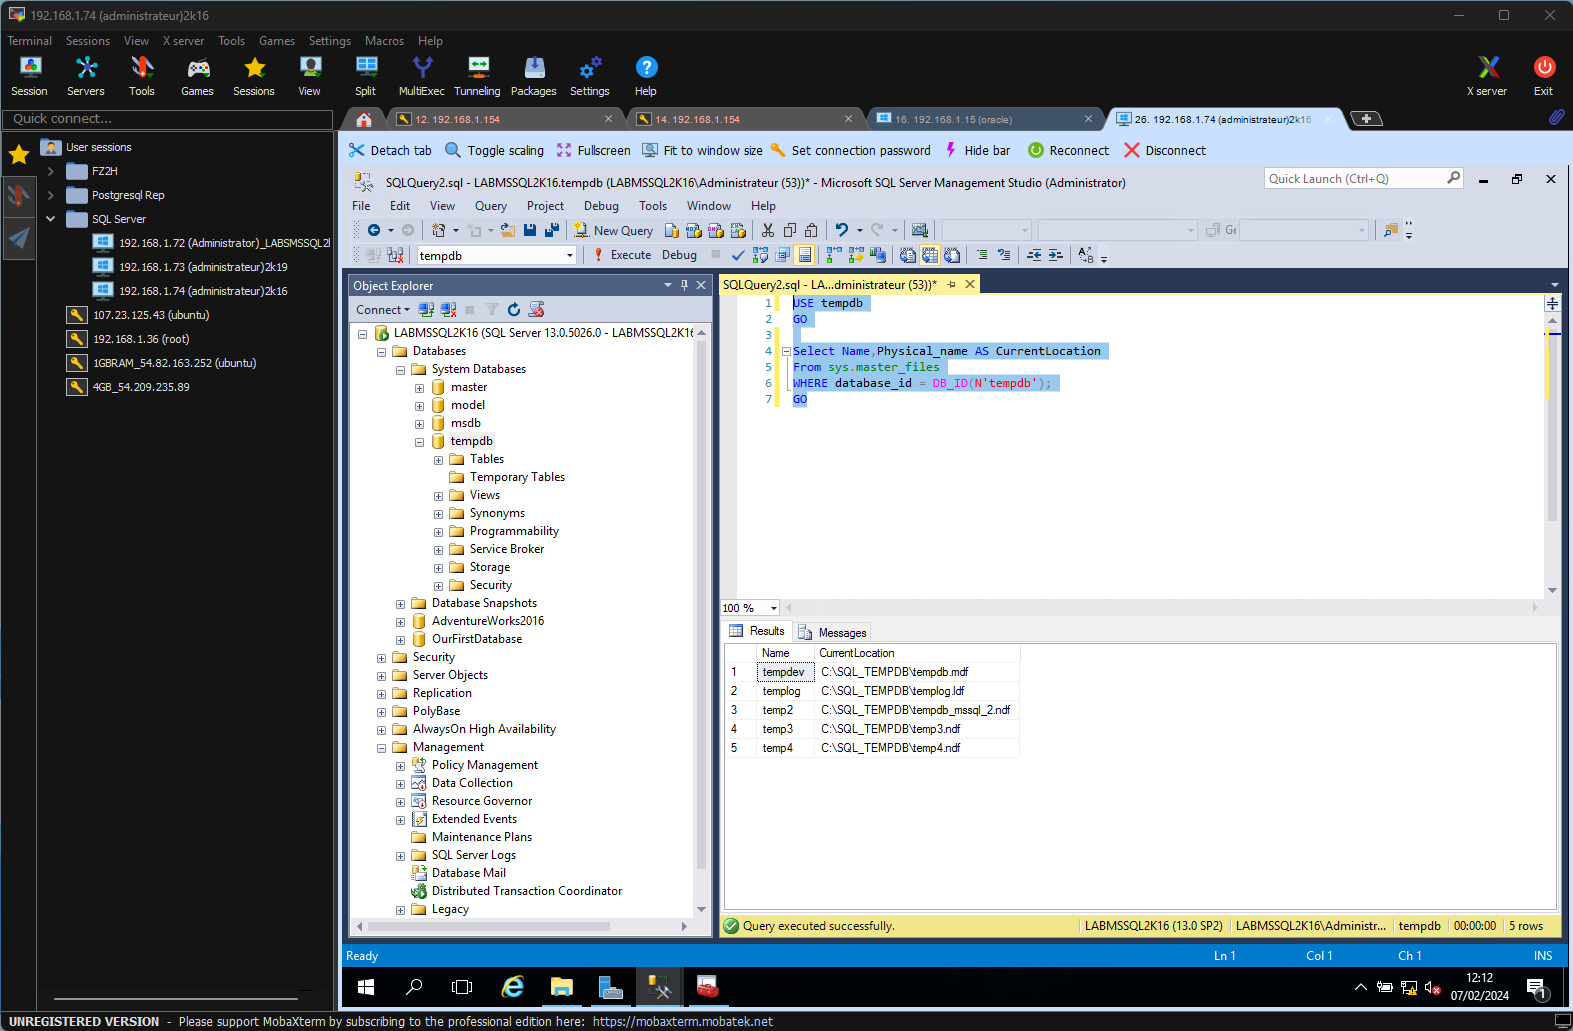 192.168.1.74 (administrateur)2k16
Terminal Sessions View X server Tools Games Settings Macros Help
Session Servers Tools Games Sessions View Split MultiExec Tunneling Packages Settings Help X server Exit
Quick connect...
12. 192.168.1.154
14. 192.168.1.154
16. 192.168.1.15 (oracle)
26. 192.168.1.74 (administrateur)2k16
User sessions
FZ2H
Postgresql Rep
SQL Server
192.168.1.72 (Administrator)_LABSMSSQL2
192.168.1.73 (administrateur)2k19
192.168.1.74 (administrateur)2k16
107.23.125.43 (ubuntu)
192.168.1.36 (root)
1GBRAM_54.82.163.252 (ubuntu)
4GB_54.209.235.89
Detach tab Toggle scaling Fullscreen Fit to window size Set connection password Hide bar Reconnect Disconnect
SQLQuery2.sql - LABMSSQL2K16.tempdb (LABMSSQL2K16\Administrateur (53))* - Microsoft SQL Server Management Studio (Administrator)
Quick Launch (Ctrl+Q)
File Edit View Query Project Debug Tools Window Help
New Query
tempdb Execute Debug
Object Explorer
Connect
LABMSSQL2K16 (SQL Server 13.0.5026.0 - LABMSSQL2K16
Databases
System Databases
master
model
msdb
tempdb
Tables
Temporary Tables
Views
Synonyms
Programmability
Service Broker
Storage
Security
Database Snapshots
AdventureWorks2016
OurFirstDatabase
Security
Server Objects
Replication
PolyBase
AlwaysOn High Availability
Management
Policy Management
Data Collection
Resource Governor
Extended Events
Maintenance Plans
SQL Server Logs
Database Mail
Distributed Transaction Coordinator
Legacy
SQLQuery2.sql - LA...dministrateur (53))*
1 USE tempdb
2 GO
3
4 Select Name,Physical_name AS CurrentLocation
5 From sys.master_files
6 WHERE database_id = DB_ID(N'tempdb');
7 GO
100 %
Results Messages
Name CurrentLocation
1 tempdev C:\SQL_TEMPDB\tempdb.mdf
2 templog C:\SQL_TEMPDB\templog.ldf
3 temp2 C:\SQL_TEMPDB\tempdb_mssql_2.ndf
4 temp3 C:\SQL_TEMPDB\temp3.ndf
5 temp4 C:\SQL_TEMPDB\temp4.ndf
Query executed successfully. LABMSSQL2K16 (13.0 SP2) LABMSSQL2K16\Administr... tempdb 00:00:00 5 rows
Ready Ln 1 Col 1 Ch 1 INS
12:12
07/02/2024
1
UNREGISTERED VERSION - Please support MobaXterm by subscribing to the professional edition here: https://mobaxterm.mobatek.net